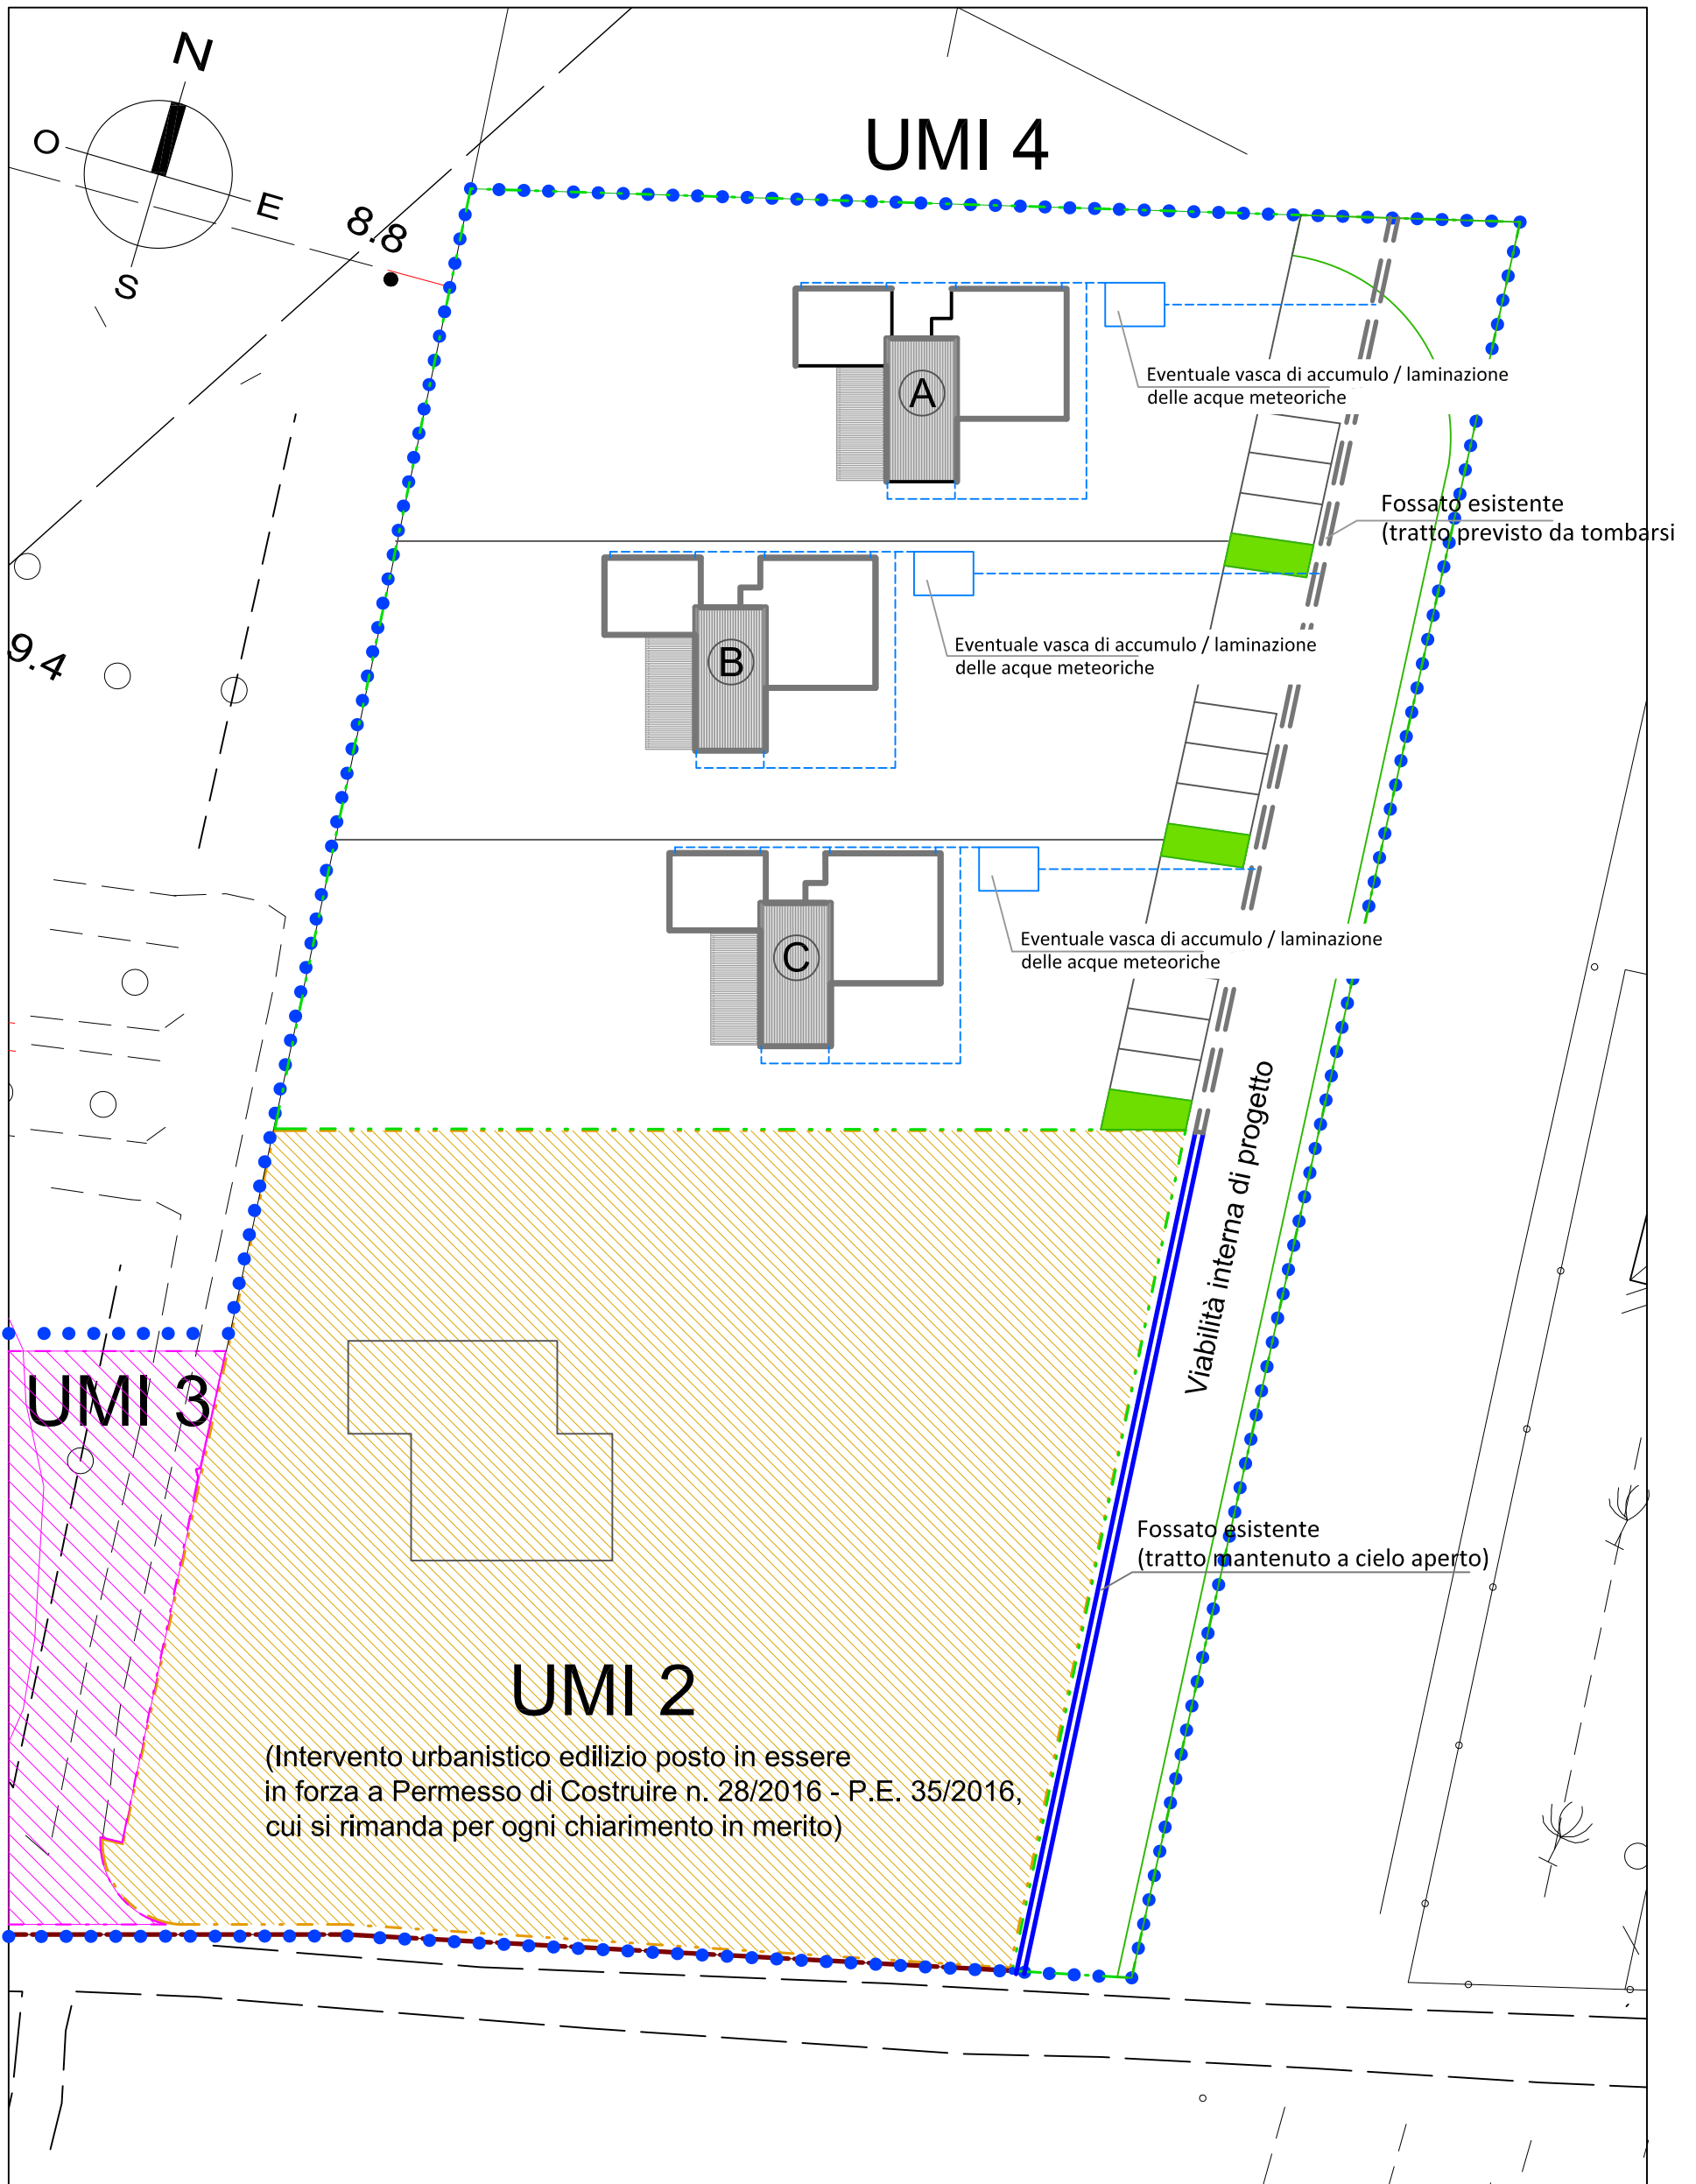 N
UMI 4
O
E
8.8
S
A
Eventuale vasca di accumulo / laminazione
delle acque meteoriche
Fossato esistente
(tratto previsto da tombarsi
B
Eventuale vasca di accumulo / laminazione
delle acque meteoriche
9.4
C
Eventuale vasca di accumulo / laminazione
delle acque meteoriche
Viabilità interna di progetto
UMI 3
Fossato esistente
(tratto mantenuto a cielo aperto)
UMI 2
(Intervento urbanistico edilizio posto in essere
in forza a Permesso di Costruire n. 28/2016 - P.E. 35/2016,
cui si rimanda per ogni chiarimento in merito)